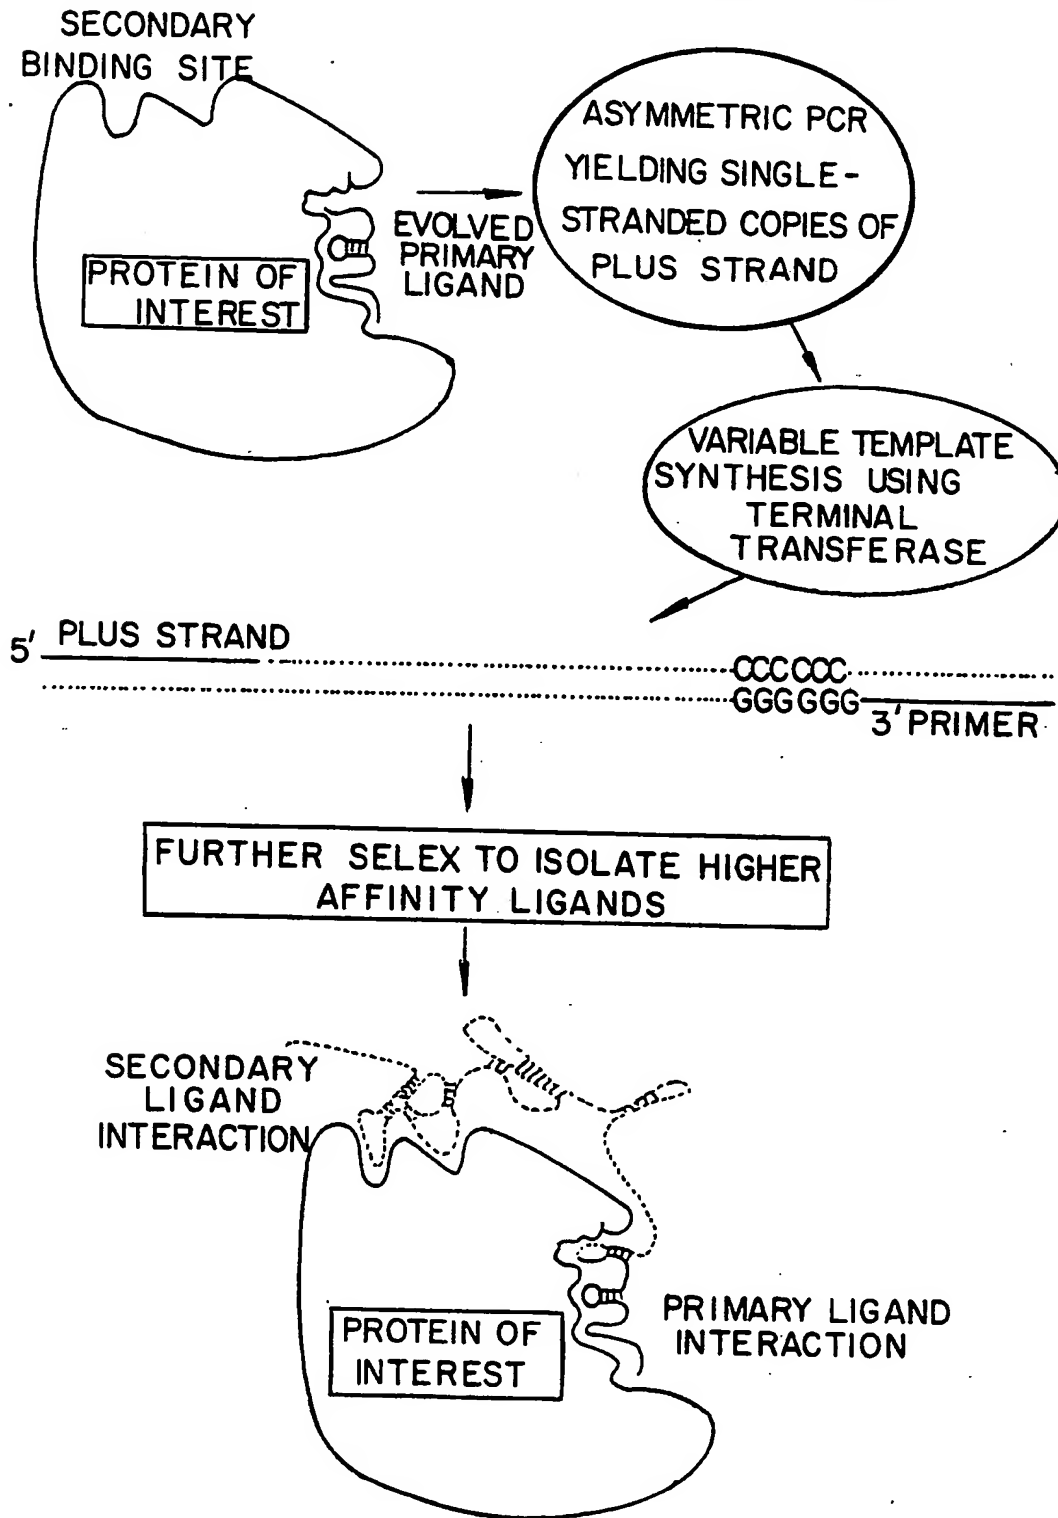 SECONDARY
BINDING SITE
PROTEIN OF
INTEREST
EVOLVED
PRIMARY
LIGAND
ASYMMETRIC PCR
YIELDING SINGLE-
STRANDED COPIES OF
PLUS STRAND
VARIABLE TEMPLATE
SYNTHESIS USING
TERMINAL
TRANSFERASE
5' PLUS STRAND
CCCCCC
GGGGGG
3' PRIMER
FURTHER SELEX TO ISOLATE HIGHER
AFFINITY LIGANDS
SECONDARY
LIGAND
INTERACTION
PROTEIN OF
INTEREST
PRIMARY LIGAND
INTERACTION